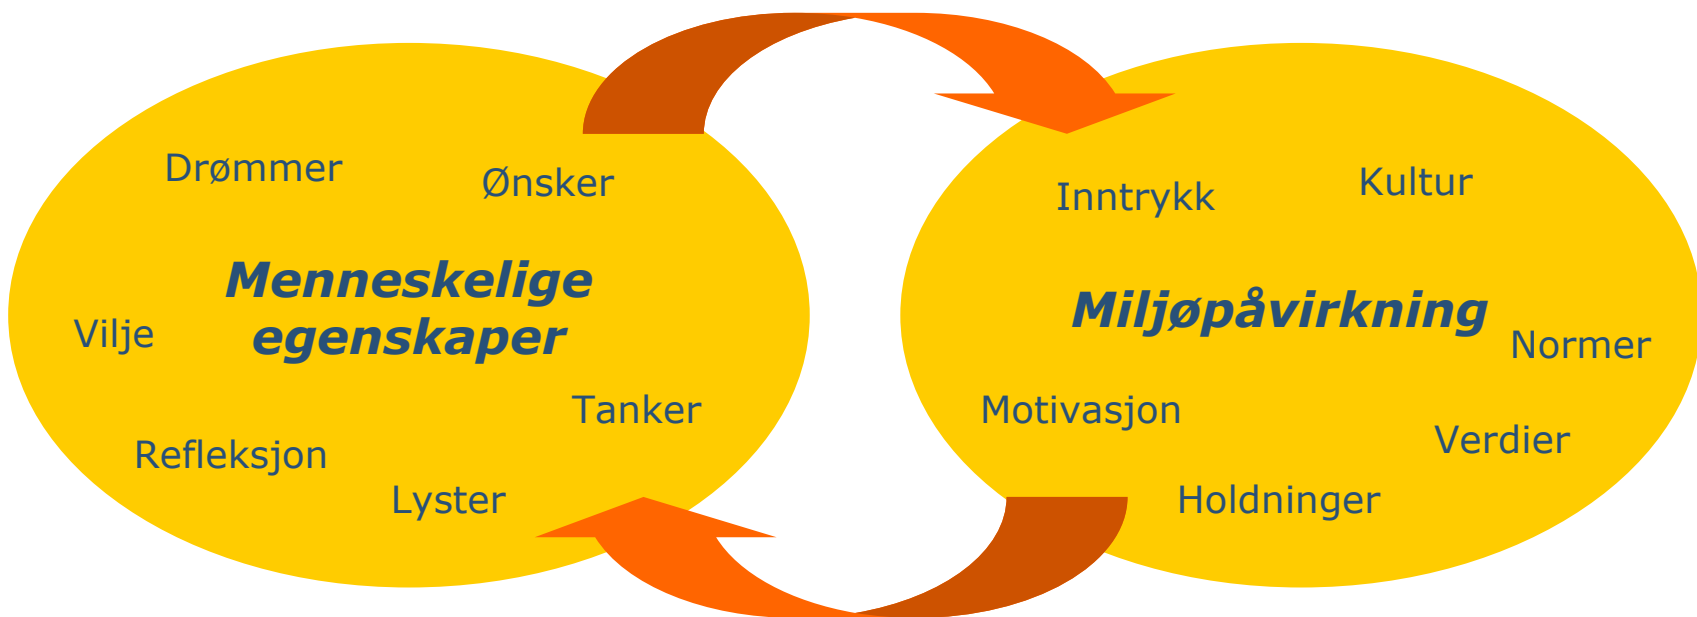 Drømmer
Ønsker
Menneskelige
egenskaper
Vilje
Tanker
Refleksjon
Lyster
Inntrykk
Kultur
Miljøpåvirkning
Normer
Motivasjon
Verdier
Holdninger